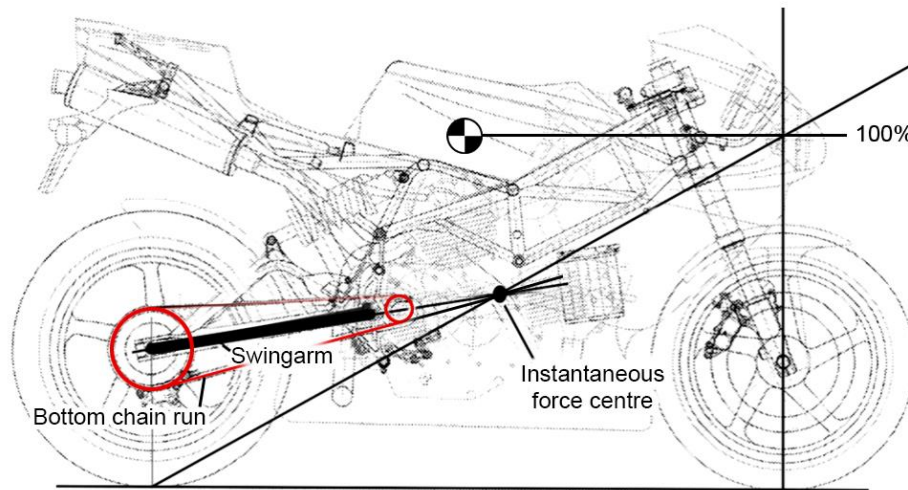 100%
Swingarm
Instantaneous
force centre
Bottom chain run